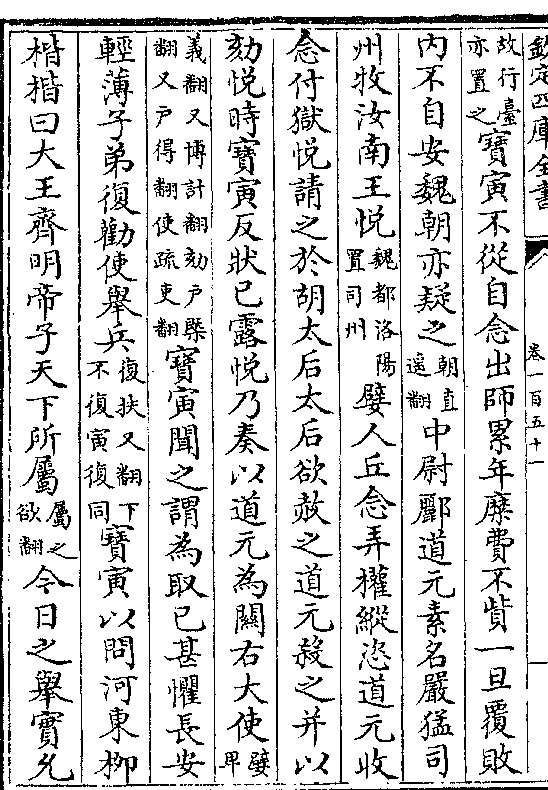 欽定四庫全書
卷一百五十一
故行臺亦置之寶寅不從自念出師累年糜費不貲一旦覆敗
內不自安魏朝亦疑之朝直遥翻中尉酈道元素名嚴猛司
州牧汝南王悦魏都洛陽置司州嬖人丘念弄權縱恣道元收
念付獄悦請之於胡太后太后欲赦之道元殺之并以
劾悦時寶寅反狀已露悦乃奏以道元為關右大使嬖卑
義翻又博計翻劾戶槩翻又戸得翻使疏吏翻寶寅聞之謂為取已甚懼長安
輕薄子弟復勸使舉兵復扶又翻下不復寅復同寶寅以問河東栁
楷楷曰大王齊明帝子天下所屬屬之欲翻今日之舉實允